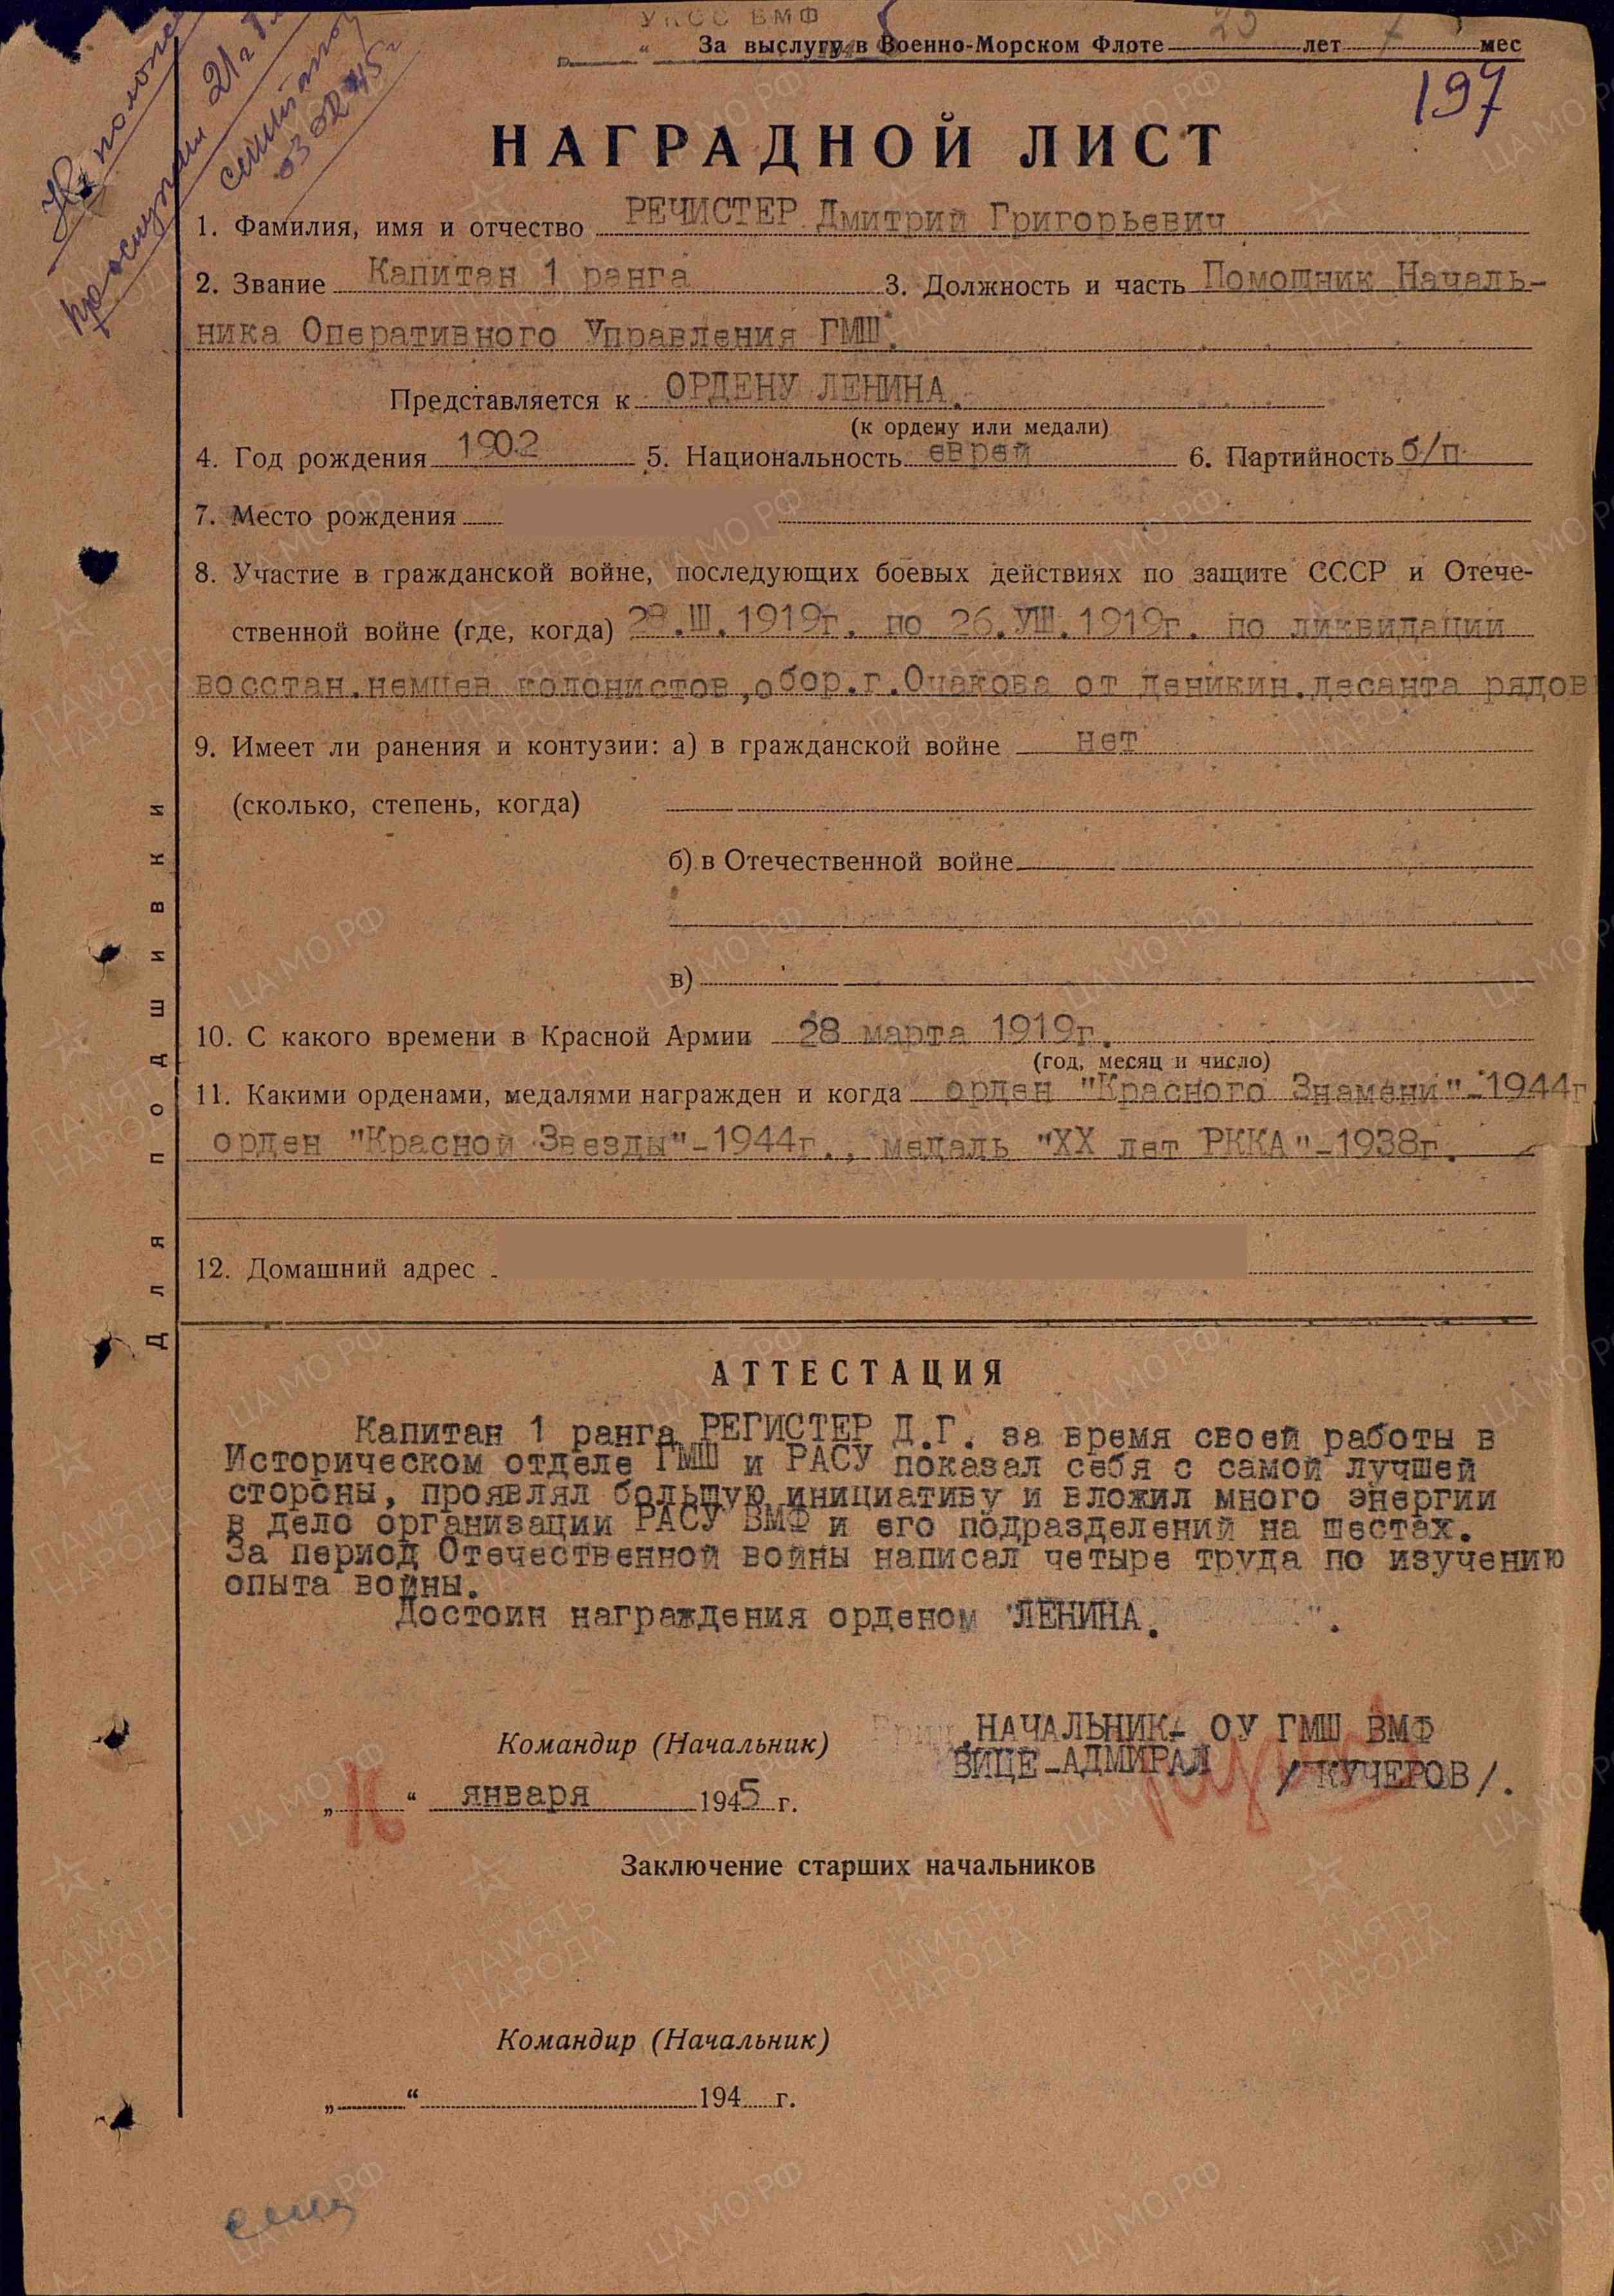 УКОС ВМФ
За выслугу в Военно-Морском Флоте лет 7 мес
197
НАГРАДНОЙ ЛИСТ
1. Фамилия, имя и отчество РЕЧИСТЕР Дмитрий Григорьевич
2. Звание Капитан 1 ранга 3. Должность и часть Помощник Началь-
ника Оперативного Управления ГМШ.
Представляется к ОРДЕНУ ЛЕНИНА.
(к ордену или медали)
4. Год рождения 1902 5. Национальность еврей 6. Партийность б/п
7. Место рождения
8. Участие в гражданской войне, последующих боевых действиях по защите СССР и Отече-
ственной войне (где, когда) 28.III.1919г. по 26.VIII.1919г. по ликвидации
восстан.немцев колонистов,обор.г.Очакова от деникин.десанта рядов
9. Имеет ли ранения и контузии: а) в гражданской войне нет
(сколько, степень, когда)
б) в Отечественной войне
в)
10. С какого времени в Красной Армии 28 марта 1919г.
(год, месяц и число)
11. Какими орденами, медалями награжден и когда орден "Красного Знамени"-1944г
орден "Красной Звезды"-1944г., медаль "ХХ лет РККА"-1938г.
12. Домашний адрес
Для подшивки
АТТЕСТАЦИЯ
Капитан 1 ранга РЕГИСТЕР Д.Г. за время своей работы в
Историческом отделе ГМШ и РАСУ показал себя с самой лучшей
стороны, проявлял большую инициативу и вложил много энергии
в дело организации РАСУ ВМФ и его подразделений на шестах.
За период Отечественной войны написал четыре труда по изучению
опыта войны.
Достоин награждения орденом "ЛЕНИНА. ".
Командир (Начальник) НАЧАЛЬНИК ОУ ГМШ ВМФ
ВИЦЕ-АДМИРАЛ /КУЧЕРОВ/.
„ “ января 1945 г.
Заключение старших начальников
Командир (Начальник)
„ “ 194 г.